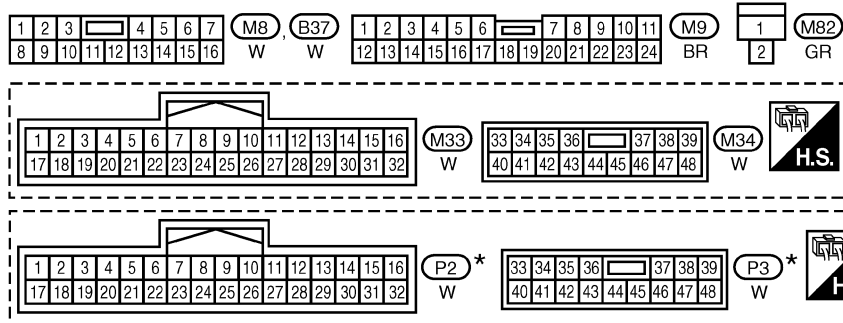 1 2 3 4 5 6 7 M8 , B37 1 2 3 4 5 6 7 8 9 10 11 M9 1 M82
8 9 10 11 12 13 14 15 16 W W 12 13 14 15 16 17 18 19 20 21 22 23 24 BR 2 GR
1 2 3 4 5 6 7 8 9 10 11 12 13 14 15 16 M33 33 34 35 36 37 38 39 M34
17 18 19 20 21 22 23 24 25 26 27 28 29 30 31 32 W 40 41 42 43 44 45 46 47 48 W
H.S.
1 2 3 4 5 6 7 8 9 10 11 12 13 14 15 16 P2 * 33 34 35 36 37 38 39 P3 *
17 18 19 20 21 22 23 24 25 26 27 28 29 30 31 32 W 40 41 42 43 44 45 46 47 48 W
H